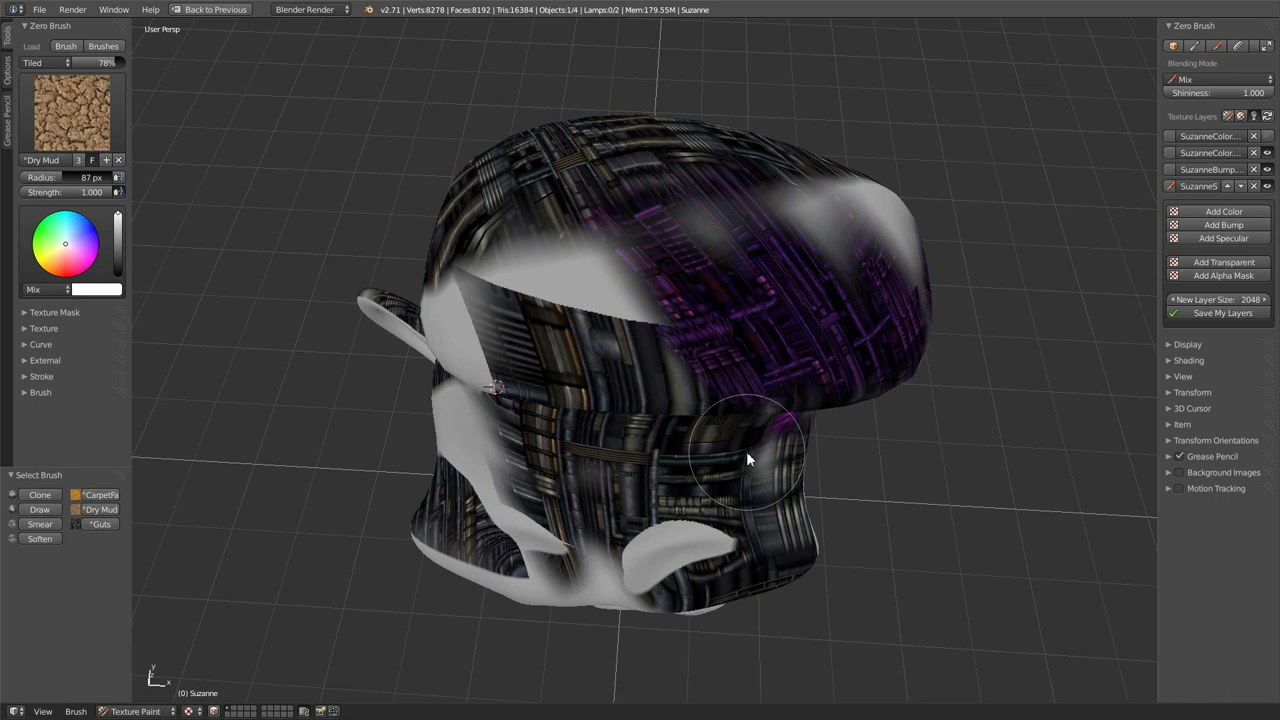 File Render Window Help Back to Previous Blender Render v2.71 | Verts:8278 | Faces:8192 | Tris:16384 | Objects:1/4 | Lamps:0/2 | Mem:179.55M | Suzanne
User Persp
Tools
Options
Grease Pencil
Zero Brush
Load Brush Brushes
Tiled 78%
°Dry Mud 3 F
Radius: 87 px
Strength: 1.000
Mix
Texture Mask
Texture
Curve
External
Stroke
Brush
Select Brush
Clone °CarpetFa
Draw °Dry Mud
Smear °Guts
Soften
Zero Brush
Blending Mode
Mix
Shininess: 1.000
Texture Layers
SuzanneColor....
SuzanneColor....
SuzanneBump....
SuzanneS
Add Color
Add Bump
Add Specular
Add Transparent
Add Alpha Mask
New Layer Size: 2048
Save My Layers
Display
Shading
View
Transform
3D Cursor
Item
Transform Orientations
Grease Pencil
Background Images
Motion Tracking
y
x
(0) Suzanne
View Brush Texture Paint